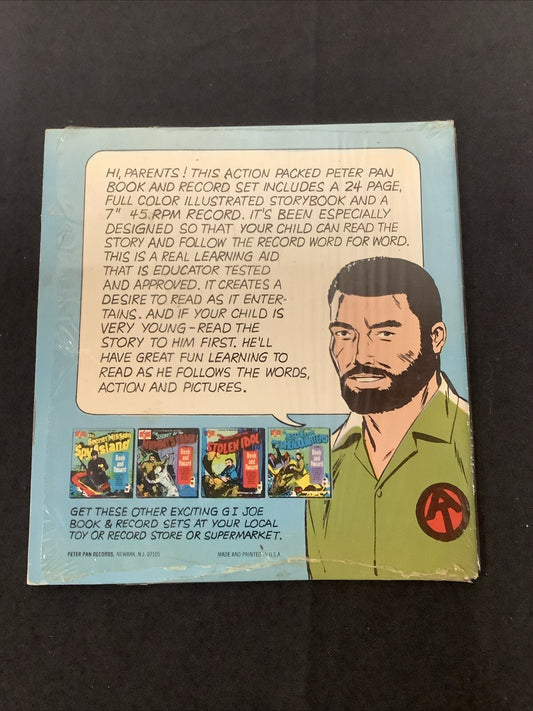 HI, PARENTS! THIS ACTION PACKED PETER PAN
BOOK AND RECORD SET INCLUDES A 24 PAGE,
FULL COLOR ILLUSTRATED STORYBOOK AND A
7" 45 RPM RECORD. IT'S BEEN ESPECIALLY
DESIGNED SO THAT YOUR CHILD CAN READ THE
STORY AND FOLLOW THE RECORD WORD FOR WORD.
THIS IS A REAL LEARNING AID
THAT IS EDUCATOR TESTED
AND APPROVED. IT CREATES A
DESIRE TO READ AS IT ENTER-
TAINS. AND IF YOUR CHILD IS
VERY YOUNG - READ THE
STORY TO HIM FIRST. HE'LL
HAVE GREAT FUN LEARNING TO
READ AS HE FOLLOWS THE WORDS,
ACTION AND PICTURES.
Secret Mission
Spy Island
Book
and
Record
Book
and
Record
STOLEN IDOL
Book
and
Record
Book
and
Record
AT
GET THESE OTHER EXCITING G I JOE
BOOK & RECORD SETS AT YOUR LOCAL
TOY OR RECORD STORE OR SUPERMARKET.
PETER PAN RECORDS, NEWARK, N.J. 07105 MADE AND PRINTED IN U.S.A.